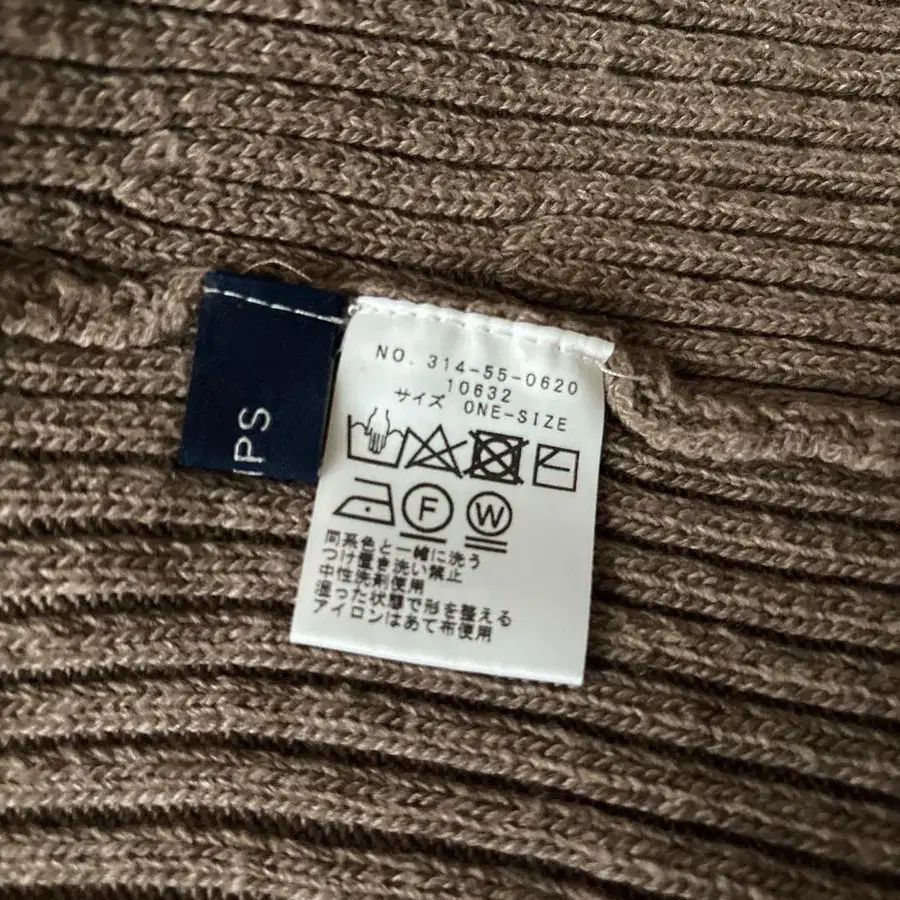 IPS
NO. 314-55-0620
10632
サイズ ONE-SIZE
F
W
同系色と一緒に洗う
つけ置き洗い禁止
中性洗剤使用
湿った状態で形を整える
アイロンはあて布使用